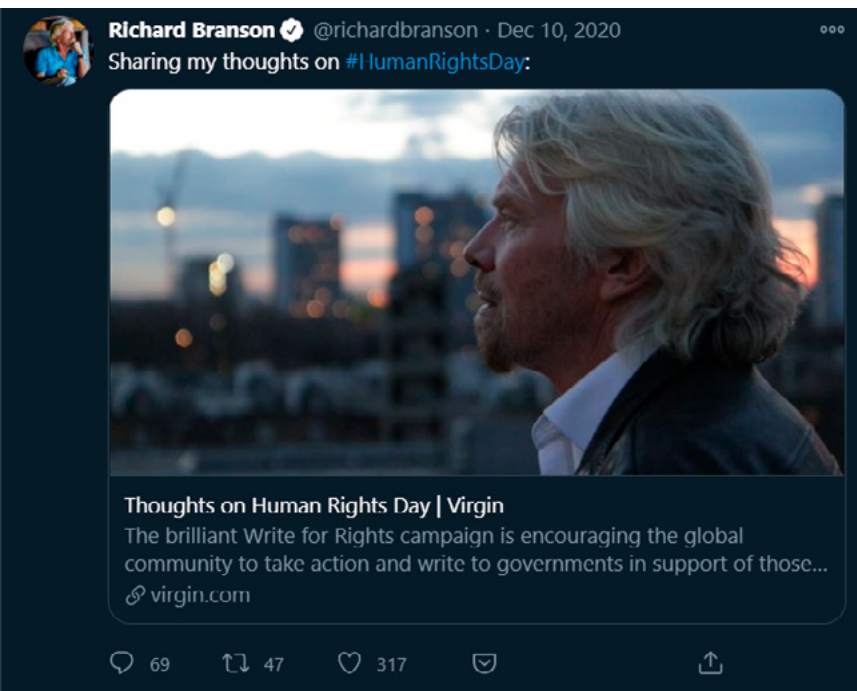 Richard Branson @richardbranson · Dec 10, 2020
Sharing my thoughts on #HumanRightsDay:
Thoughts on Human Rights Day | Virgin
The brilliant Write for Rights campaign is encouraging the global
community to take action and write to governments in support of those...
virgin.com
69 47 317